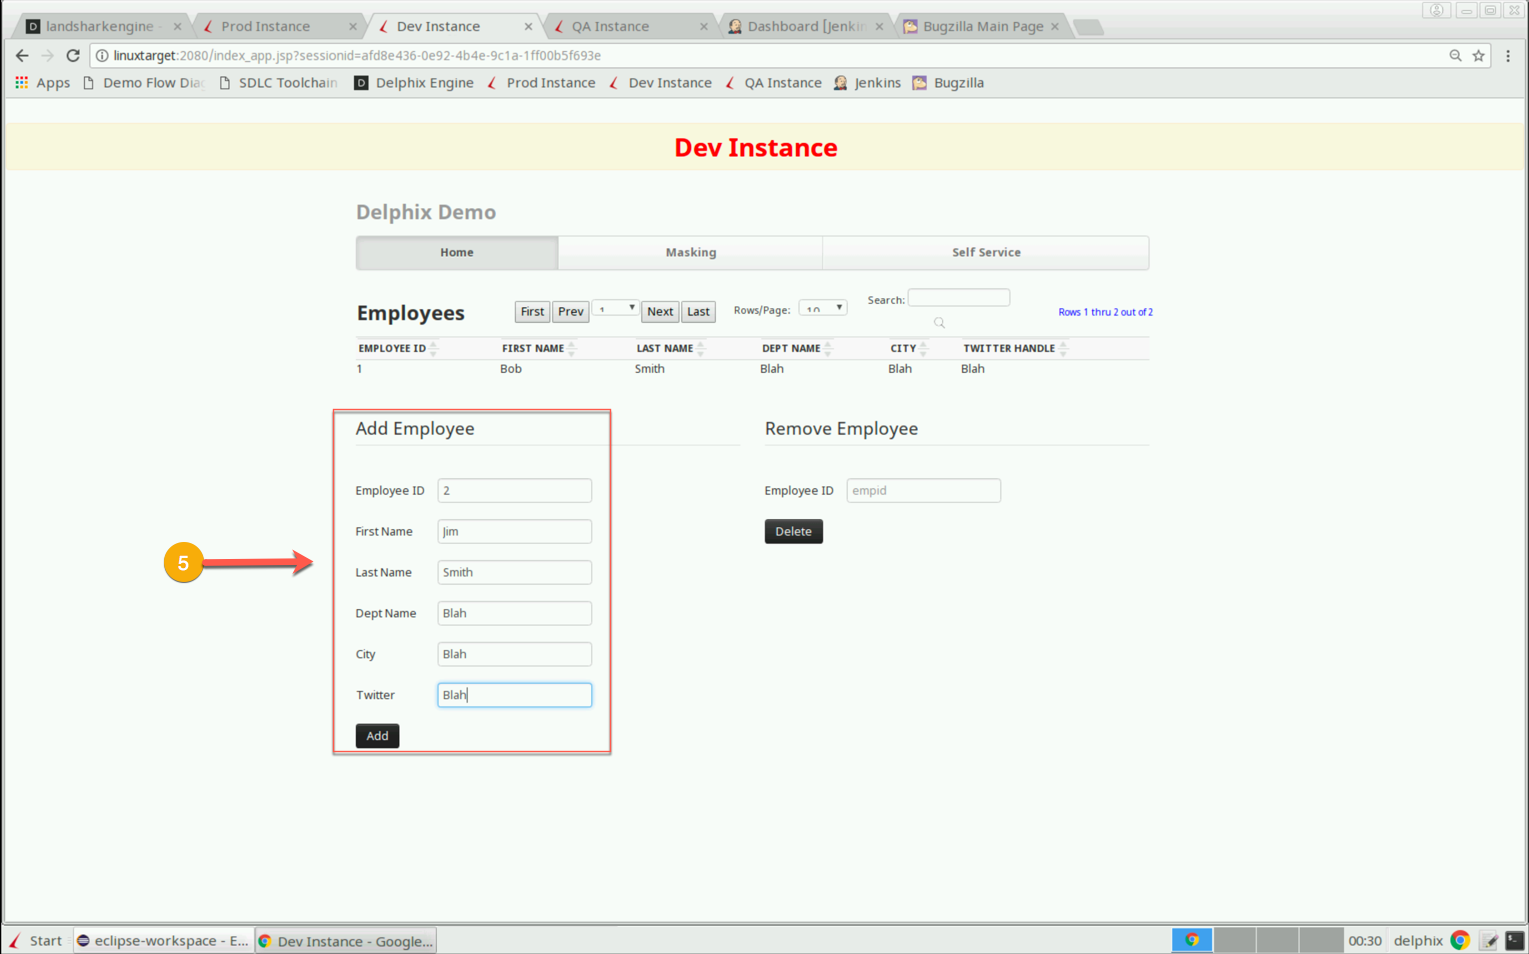 landsharkengine -
Prod Instance
Dev Instance
QA Instance
Dashboard [Jenkin
Bugzilla Main Page
linuxtarget:2080/index_app.jsp?sessionid=afd8e436-0e92-4b4e-9c1a-1ff00b5f693e
Apps
Demo Flow Diag
SDLC Toolchain
D Delphix Engine
Prod Instance
Dev Instance
QA Instance
Jenkins
Bugzilla
Dev Instance
Delphix Demo
Home
Masking
Self Service
Employees
First
Prev
1
Next
Last
Rows/Page:
10
Search:
Rows 1 thru 2 out of 2
EMPLOYEE ID FIRST NAME LAST NAME DEPT NAME CITY TWITTER HANDLE
1 Bob Smith Blah Blah Blah
Add Employee
Employee ID 2
First Name Jim
Last Name Smith
Dept Name Blah
City Blah
Twitter Blah
Add
5
Remove Employee
Employee ID empid
Delete
Start
eclipse-workspace - E...
Dev Instance - Google...
00:30
delphix